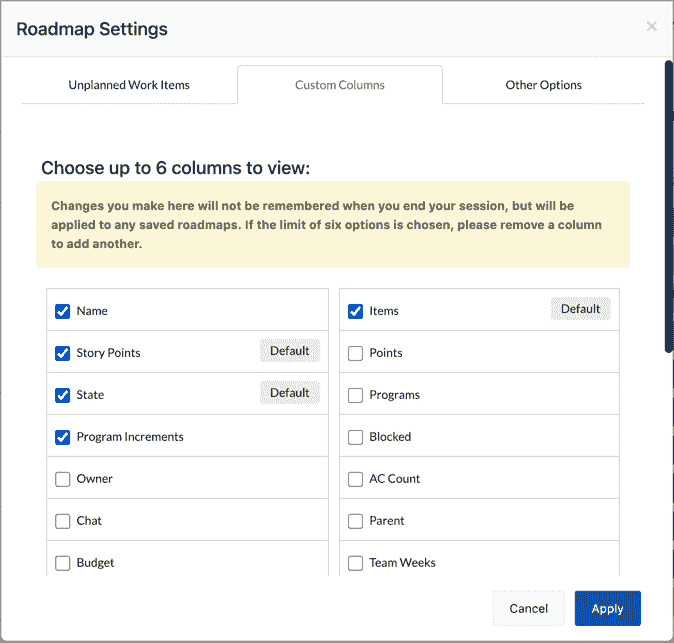 Roadmap Settings
Unplanned Work Items
Custom Columns
Other Options
Choose up to 6 columns to view:
Changes you make here will not be remembered when you end your session, but will be
applied to any saved roadmaps. If the limit of six options is chosen, please remove a column
to add another.
Name
Items
Default
Story Points
Default
Points
State
Default
Programs
Program Increments
Blocked
Owner
AC Count
Chat
Parent
Budget
Team Weeks
Cancel
Apply